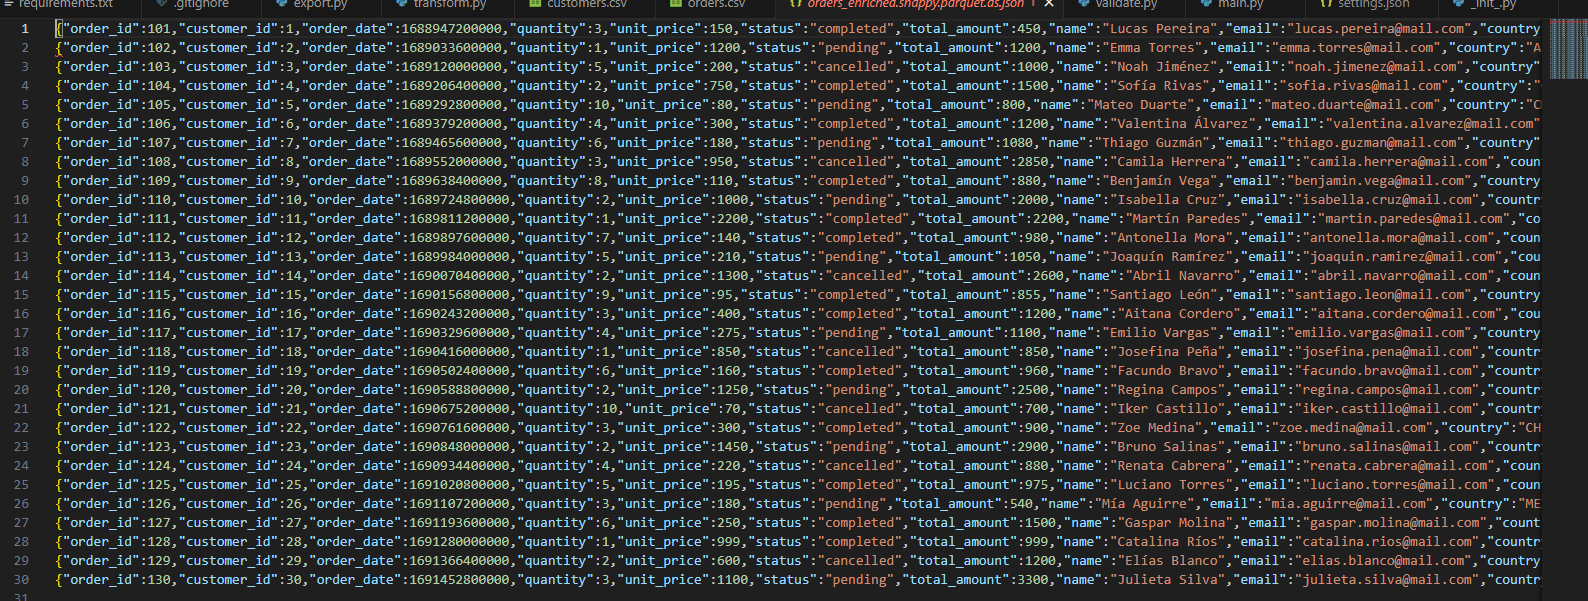 requirements.txt .gitignore export.py transform.py customers.csv orders.csv orders_enriched.snappy.parquet.as.json 1 validate.py main.py settings.json _init_.py
1 {"order_id":101,"customer_id":1,"order_date":1688947200000,"quantity":3,"unit_price":150,"status":"completed","total_amount":450,"name":"Lucas Pereira","email":"lucas.pereira@mail.com","country
2 {"order_id":102,"customer_id":2,"order_date":1689033600000,"quantity":1,"unit_price":1200,"status":"pending","total_amount":1200,"name":"Emma Torres","email":"emma.torres@mail.com","country":"A
3 {"order_id":103,"customer_id":3,"order_date":1689120000000,"quantity":5,"unit_price":200,"status":"cancelled","total_amount":1000,"name":"Noah Jiménez","email":"noah.jimenez@mail.com","country"
4 {"order_id":104,"customer_id":4,"order_date":1689206400000,"quantity":2,"unit_price":750,"status":"completed","total_amount":1500,"name":"Sofía Rivas","email":"sofia.rivas@mail.com","country":"
5 {"order_id":105,"customer_id":5,"order_date":1689292800000,"quantity":10,"unit_price":80,"status":"pending","total_amount":800,"name":"Mateo Duarte","email":"mateo.duarte@mail.com","country":"C
6 {"order_id":106,"customer_id":6,"order_date":1689379200000,"quantity":4,"unit_price":300,"status":"completed","total_amount":1200,"name":"Valentina Álvarez","email":"valentina.alvarez@mail.com"
7 {"order_id":107,"customer_id":7,"order_date":1689465600000,"quantity":6,"unit_price":180,"status":"pending","total_amount":1080,"name":"Thiago Guzmán","email":"thiago.guzman@mail.com","country
8 {"order_id":108,"customer_id":8,"order_date":1689552000000,"quantity":3,"unit_price":950,"status":"cancelled","total_amount":2850,"name":"Camila Herrera","email":"camila.herrera@mail.com","coun
9 {"order_id":109,"customer_id":9,"order_date":1689638400000,"quantity":8,"unit_price":110,"status":"completed","total_amount":880,"name":"Benjamín Vega","email":"benjamin.vega@mail.com","country
10 {"order_id":110,"customer_id":10,"order_date":1689724800000,"quantity":2,"unit_price":1000,"status":"pending","total_amount":2000,"name":"Isabella Cruz","email":"isabella.cruz@mail.com","countr
11 {"order_id":111,"customer_id":11,"order_date":1689811200000,"quantity":1,"unit_price":2200,"status":"completed","total_amount":2200,"name":"Martín Paredes","email":"martin.paredes@mail.com","co
12 {"order_id":112,"customer_id":12,"order_date":1689897600000,"quantity":7,"unit_price":140,"status":"completed","total_amount":980,"name":"Antonella Mora","email":"antonella.mora@mail.com","coun
13 {"order_id":113,"customer_id":13,"order_date":1689984000000,"quantity":5,"unit_price":210,"status":"pending","total_amount":1050,"name":"Joaquín Ramírez","email":"joaquin.ramirez@mail.com","cou
14 {"order_id":114,"customer_id":14,"order_date":1690070400000,"quantity":2,"unit_price":1300,"status":"cancelled","total_amount":2600,"name":"Abril Navarro","email":"abril.navarro@mail.com","coun
15 {"order_id":115,"customer_id":15,"order_date":1690156800000,"quantity":9,"unit_price":95,"status":"completed","total_amount":855,"name":"Santiago León","email":"santiago.leon@mail.com","country
16 {"order_id":116,"customer_id":16,"order_date":1690243200000,"quantity":3,"unit_price":400,"status":"completed","total_amount":1200,"name":"Aitana Cordero","email":"aitana.cordero@mail.com","cou
17 {"order_id":117,"customer_id":17,"order_date":1690329600000,"quantity":4,"unit_price":275,"status":"pending","total_amount":1100,"name":"Emilio Vargas","email":"emilio.vargas@mail.com","country
18 {"order_id":118,"customer_id":18,"order_date":1690416000000,"quantity":1,"unit_price":850,"status":"cancelled","total_amount":850,"name":"Josefina Peña","email":"josefina.pena@mail.com","countr
19 {"order_id":119,"customer_id":19,"order_date":1690502400000,"quantity":6,"unit_price":160,"status":"completed","total_amount":960,"name":"Facundo Bravo","email":"facundo.bravo@mail.com","countr
20 {"order_id":120,"customer_id":20,"order_date":1690588800000,"quantity":2,"unit_price":1250,"status":"pending","total_amount":2500,"name":"Regina Campos","email":"regina.campos@mail.com","countr
21 {"order_id":121,"customer_id":21,"order_date":1690675200000,"quantity":10,"unit_price":70,"status":"cancelled","total_amount":700,"name":"Iker Castillo","email":"iker.castillo@mail.com","countr
22 {"order_id":122,"customer_id":22,"order_date":1690761600000,"quantity":3,"unit_price":300,"status":"completed","total_amount":900,"name":"Zoe Medina","email":"zoe.medina@mail.com","country":"CH
23 {"order_id":123,"customer_id":23,"order_date":1690848000000,"quantity":2,"unit_price":1450,"status":"pending","total_amount":2900,"name":"Bruno Salinas","email":"bruno.salinas@mail.com","countr
24 {"order_id":124,"customer_id":24,"order_date":1690934400000,"quantity":4,"unit_price":220,"status":"cancelled","total_amount":880,"name":"Renata Cabrera","email":"renata.cabrera@mail.com","coun
25 {"order_id":125,"customer_id":25,"order_date":1691020800000,"quantity":5,"unit_price":195,"status":"completed","total_amount":975,"name":"Luciano Torres","email":"luciano.torres@mail.com","coun
26 {"order_id":126,"customer_id":26,"order_date":1691107200000,"quantity":3,"unit_price":180,"status":"pending","total_amount":540,"name":"Mía Aguirre","email":"mia.aguirre@mail.com","country":"ME
27 {"order_id":127,"customer_id":27,"order_date":1691193600000,"quantity":6,"unit_price":250,"status":"completed","total_amount":1500,"name":"Gaspar Molina","email":"gaspar.molina@mail.com","count
28 {"order_id":128,"customer_id":28,"order_date":1691280000000,"quantity":1,"unit_price":999,"status":"completed","total_amount":999,"name":"Catalina Ríos","email":"catalina.rios@mail.com","countr
29 {"order_id":129,"customer_id":29,"order_date":1691366400000,"quantity":2,"unit_price":600,"status":"cancelled","total_amount":1200,"name":"Elías Blanco","email":"elias.blanco@mail.com","country
30 {"order_id":130,"customer_id":30,"order_date":1691452800000,"quantity":3,"unit_price":1100,"status":"pending","total_amount":3300,"name":"Julieta Silva","email":"julieta.silva@mail.com","countr
31